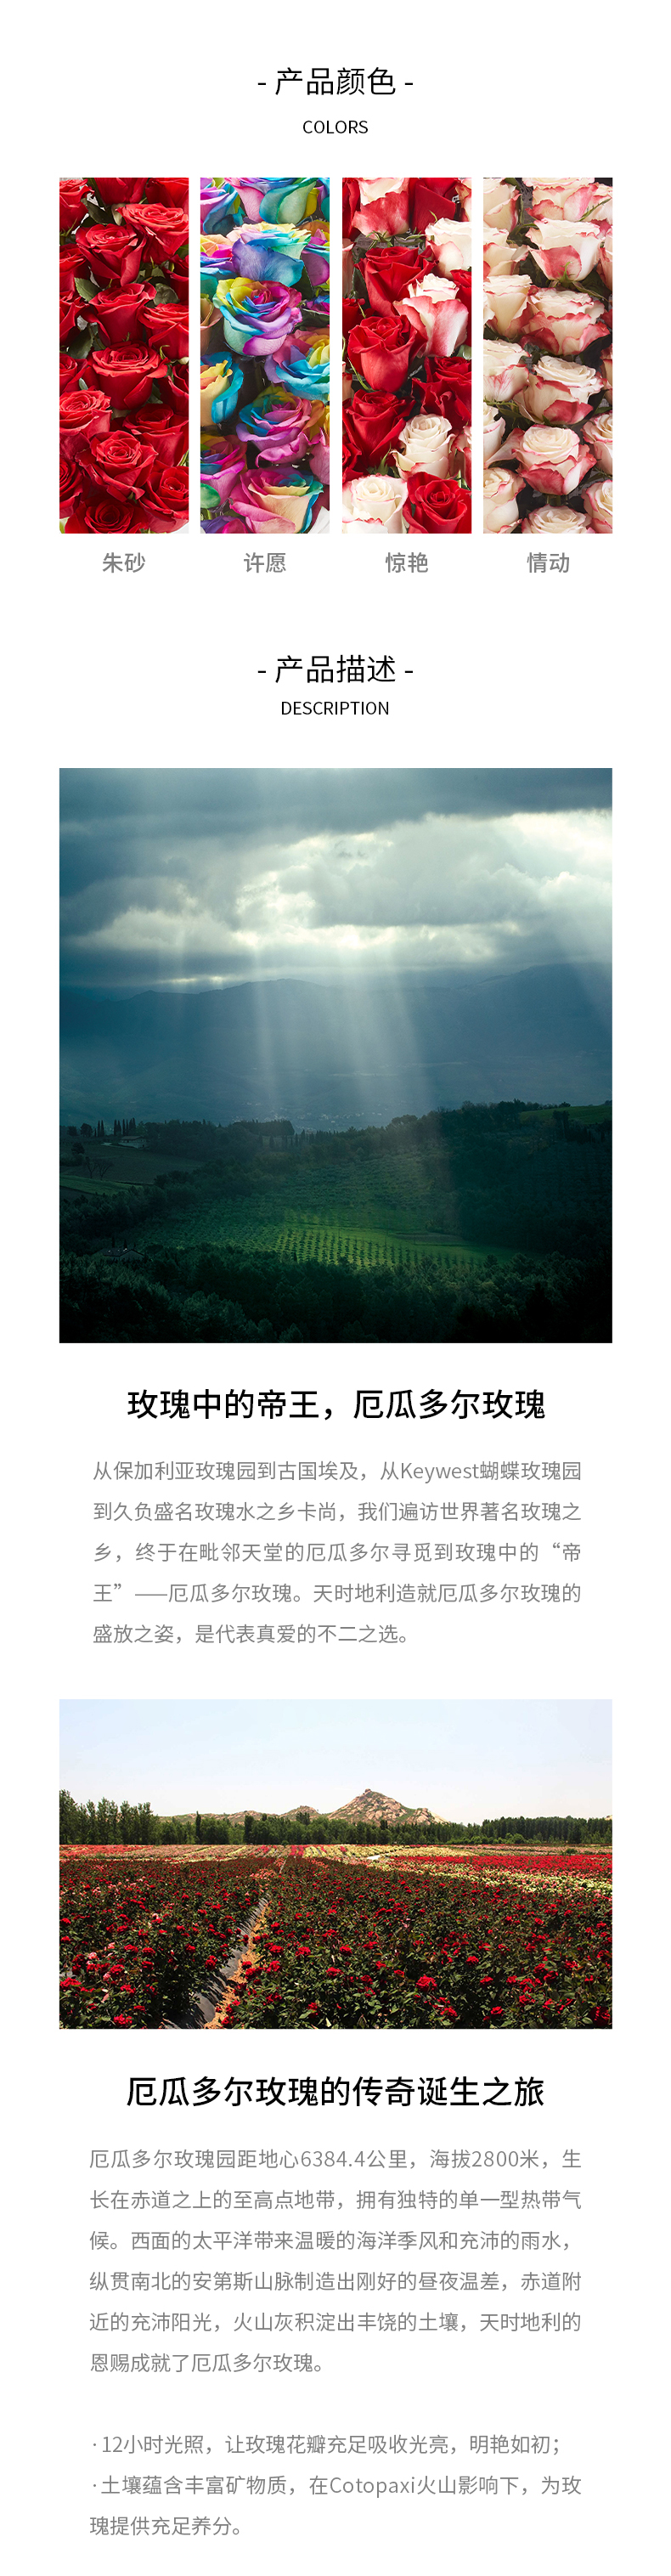 - 产品颜色 -
COLORS
朱砂 许愿 惊艳 情动
- 产品描述 -
DESCRIPTION
玫瑰中的帝王，厄瓜多尔玫瑰
从保加利亚玫瑰园到古国埃及，从Keywest蝴蝶玫瑰园
到久负盛名玫瑰水之乡卡尚，我们遍访世界著名玫瑰之
乡，终于在毗邻天堂的厄瓜多尔寻觅到玫瑰中的“帝
王”——厄瓜多尔玫瑰。天时地利造就厄瓜多尔玫瑰的
盛放之姿，是代表真爱的不二之选。
厄瓜多尔玫瑰的传奇诞生之旅
厄瓜多尔玫瑰园距地心6384.4公里，海拔2800米，生
长在赤道之上的至高点地带，拥有独特的单一型热带气
候。西面的太平洋带来温暖的海洋季风和充沛的雨水，
纵贯南北的安第斯山脉制造出刚好的昼夜温差，赤道附
近的充沛阳光，火山灰积淀出丰饶的土壤，天时地利的
恩赐成就了厄瓜多尔玫瑰。
·12小时光照，让玫瑰花瓣充足吸收光亮，明艳如初；
·土壤蕴含丰富矿物质，在Cotopaxi火山影响下，为玫
瑰提供充足养分。